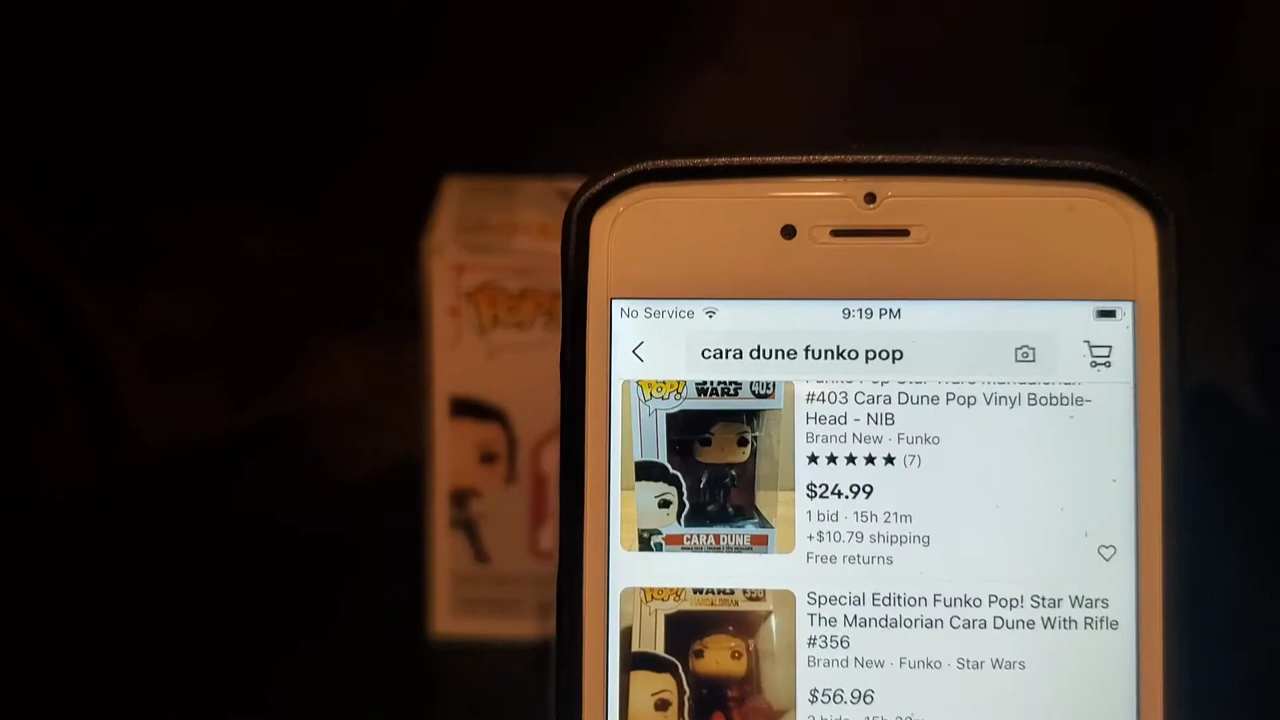 No Service
9:19 PM
cara dune funko pop
#403 Cara Dune Pop Vinyl Bobble-
Head - NIB
Brand New · Funko
(7)
$24.99
1 bid · 15h 21m
+$10.79 shipping
Free returns
POP!
STAR
WARS
403
CARA DUNE
Special Edition Funko Pop! Star Wars
The Mandalorian Cara Dune With Rifle
#356
Brand New · Funko · Star Wars
$56.96
POP!
WARS
MANDALORIAN
356
POP!